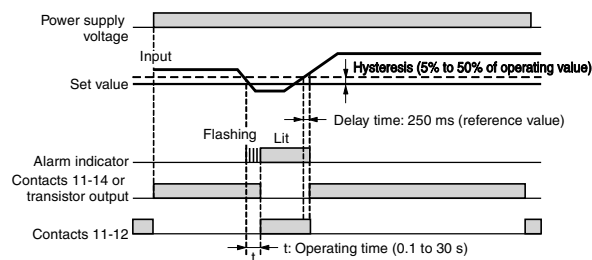 Power supply
voltage
Input
Hysteresis (5% to 50% of operating value)
Set value
Delay time: 250 ms (reference value)
Flashing
Lit
Alarm indicator
Contacts 11-14 or
transistor output
Contacts 11-12
t: Operating time (0.1 to 30 s)
t